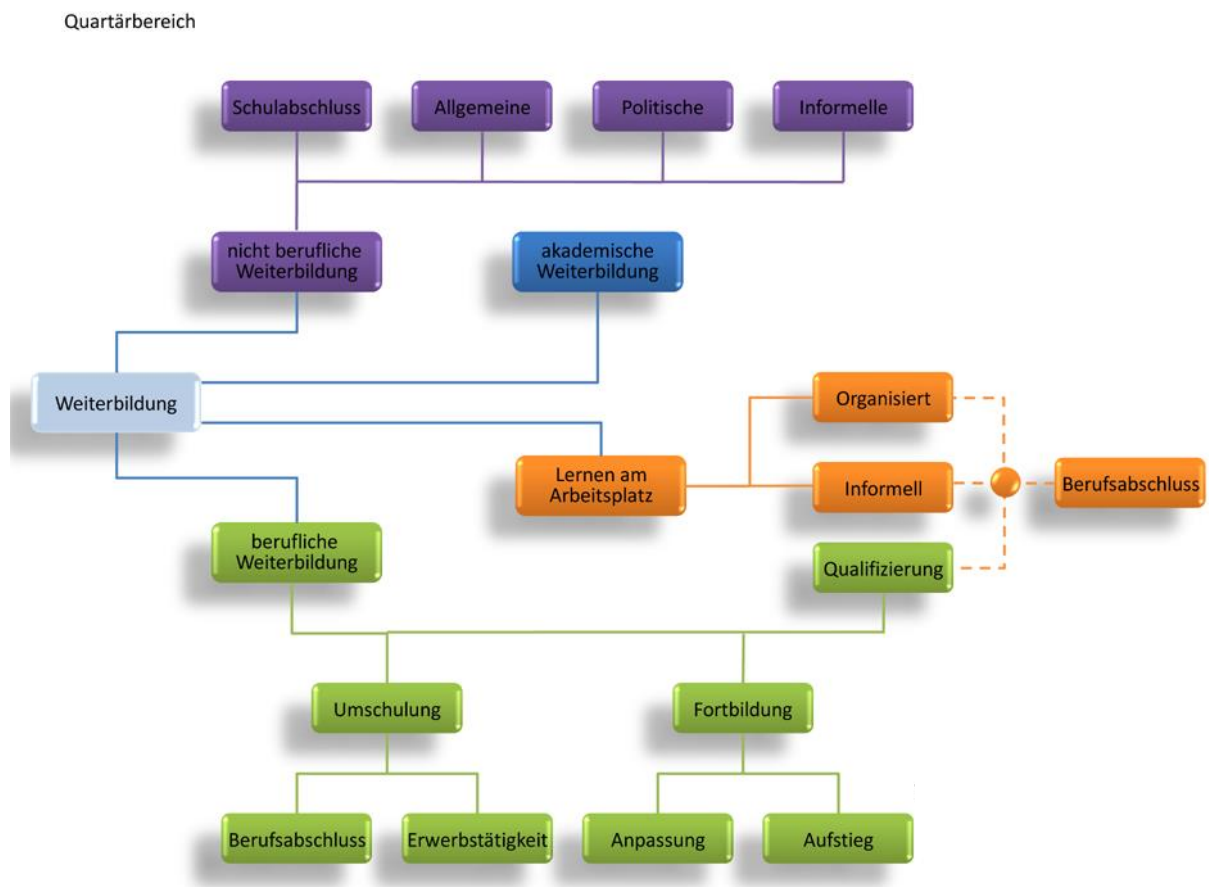 Quartärbereich
Schulabschluss
Allgemeine
Politische
Informelle
nicht berufliche
Weiterbildung
akademische
Weiterbildung
Weiterbildung
Organisiert
Lernen am
Arbeitsplatz
Informell
Berufsabschluss
berufliche
Weiterbildung
Qualifizierung
Umschulung
Fortbildung
Berufsabschluss
Erwerbstätigkeit
Anpassung
Aufstieg